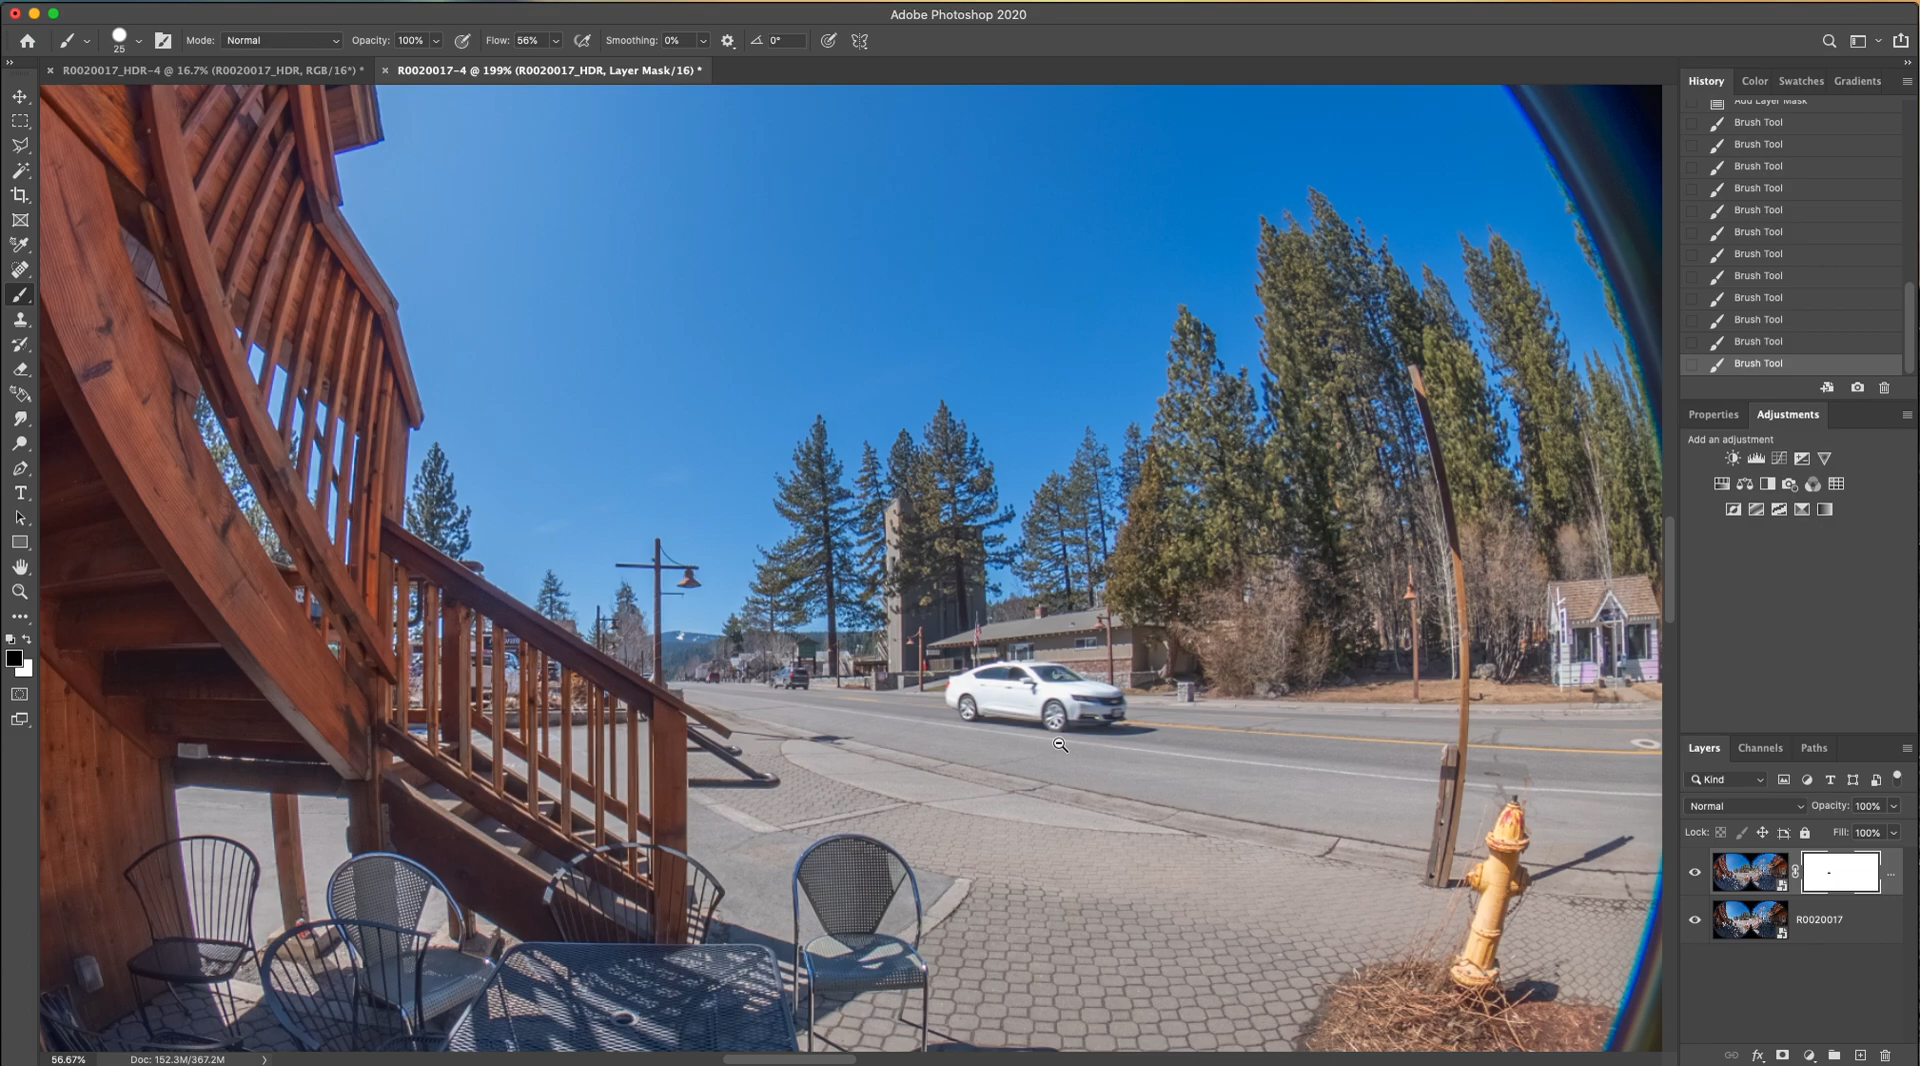 Adobe Photoshop 2020
25 Mode: Normal Opacity: 100% Flow: 56% Smoothing: 0% 0°
R0020017_HDR-4 @ 16.7% (R0020017_HDR, RGB/16*) * R0020017-4 @ 199% (R0020017_HDR, Layer Mask/16) *
History Color Swatches Gradients
Add Layer Mask
Brush Tool
Brush Tool
Brush Tool
Brush Tool
Brush Tool
Brush Tool
Brush Tool
Brush Tool
Brush Tool
Brush Tool
Brush Tool
Brush Tool
Properties Adjustments
Add an adjustment
Layers Channels Paths
Kind
Normal Opacity: 100%
Lock: Fill: 100%
...
R0020017
56.67% Doc: 152.3M/367.2M